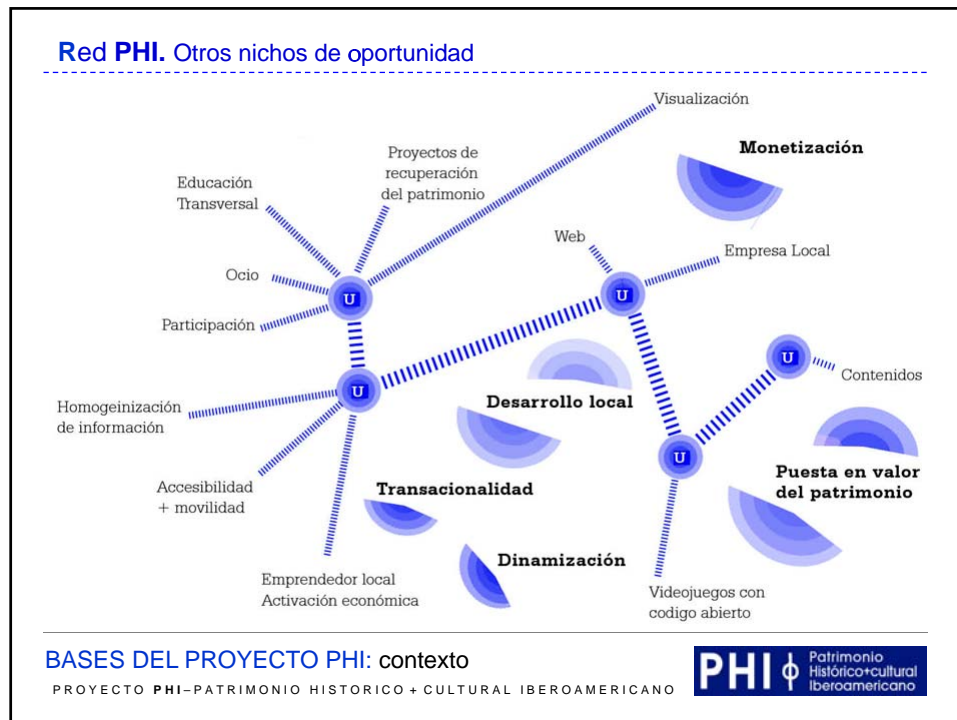 Red PHI. Otros nichos de oportunidad
Visualización
Monetización
Proyectos de
recuperación
del patrimonio
Educación
Transversal
Web
Empresa Local
Ocio
U
U
Participación
U
Contenidos
U
Desarrollo local
Homogeinización
de información
U
Puesta en valor
del patrimonio
Accesibilidad
+ movilidad
Transacionalidad
Dinamización
Emprendedor local
Activación económica
Videojuegos con
codigo abierto
BASES DEL PROYECTO PHI: contexto
PROYECTO PHI–PATRIMONIO HISTORICO + CULTURAL IBEROAMERICANO
PHI ϕ
Patrimonio
Histórico+cultural
Iberoamericano